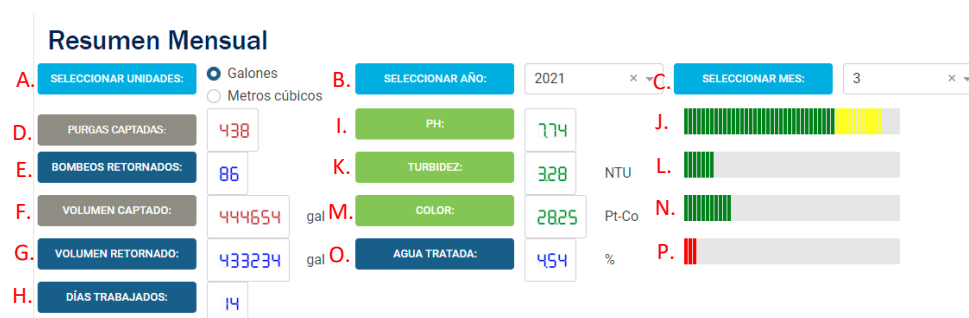 Resumen Mensual
A. SELECCIONAR UNIDADES: Galones B. SELECCIONAR AÑO: 2021 × C. SELECCIONAR MES: 3 ×
Metros cúbicos
D. PURGAS CAPTADAS: 438 I. PH: 7.74 J.
E. BOMBEOS RETORNADOS: 86 K. TURBIDEZ: 3.28 NTU L.
F. VOLUMEN CAPTADO: 444654 gal M. COLOR: 28.25 Pt-Co N.
G. VOLUMEN RETORNADO: 433234 gal O. AGUA TRATADA: 4.54 % P.
H. DÍAS TRABAJADOS: 14